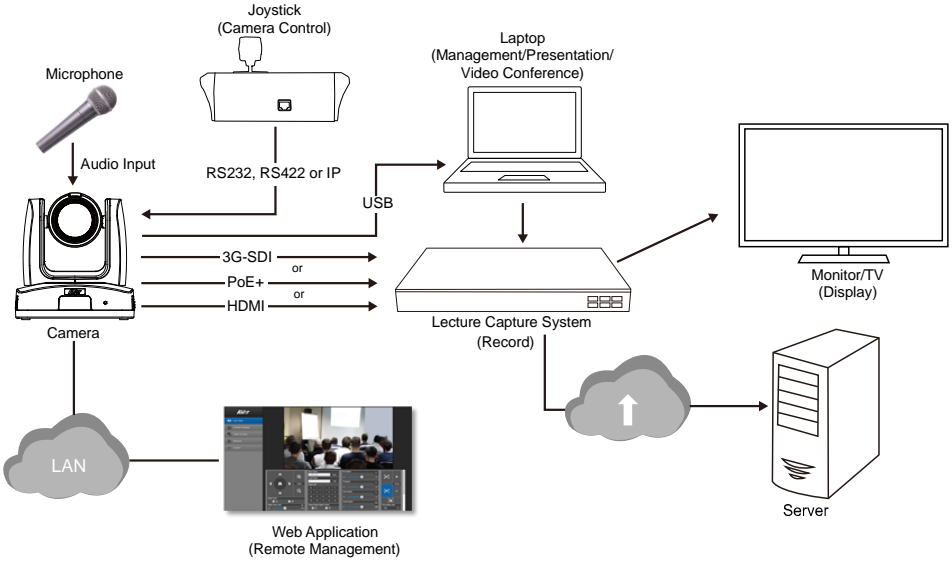 Joystick
(Camera Control)
Laptop
(Management/Presentation/
Video Conference)
Microphone
Audio Input
RS232, RS422 or IP
USB
3G-SDI
or
PoE+
or
HDMI
Camera
Lecture Capture System
(Record)
Monitor/TV
(Display)
LAN
AVer
Web Application
(Remote Management)
Server